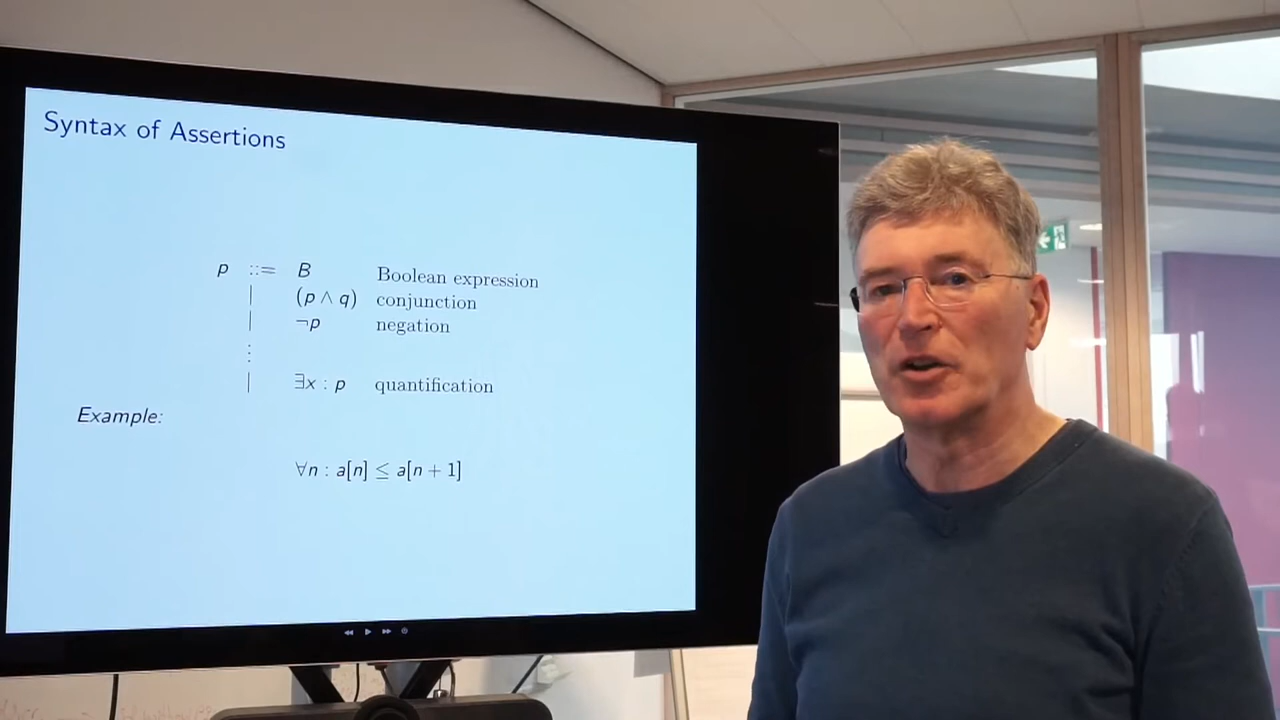 Syntax of Assertions
p ::= B Boolean expression
| (p ∧ q) conjunction
| ¬p negation
⋮
| ∃x : p quantification
Example:
∀n : a[n] ≤ a[n + 1]